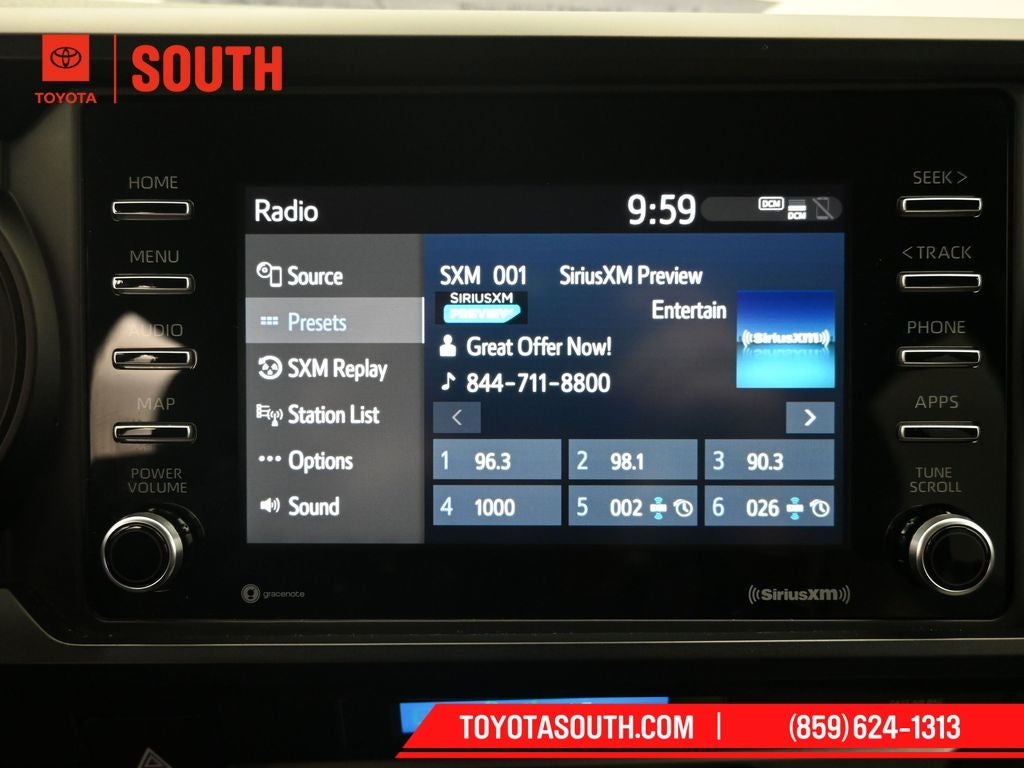 TOYOTA
SOUTH
HOME
MENU
AUDIO
MAP
POWER
VOLUME
Radio
9:59
DCM
DCM
Source
Presets
SXM Replay
Station List
Options
Sound
SXM 001 SiriusXM Preview
SIRIUSXM
PREVIEW
Entertain
((SiriusXM))
Great Offer Now!
844-711-8800
<
>
1 96.3
2 98.1
3 90.3
4 1000
5 002
6 026
SEEK >
< TRACK
PHONE
APPS
TUNE
SCROLL
gracenote
((SiriusXM))
TOYOTASOUTH.COM | (859) 624-1313